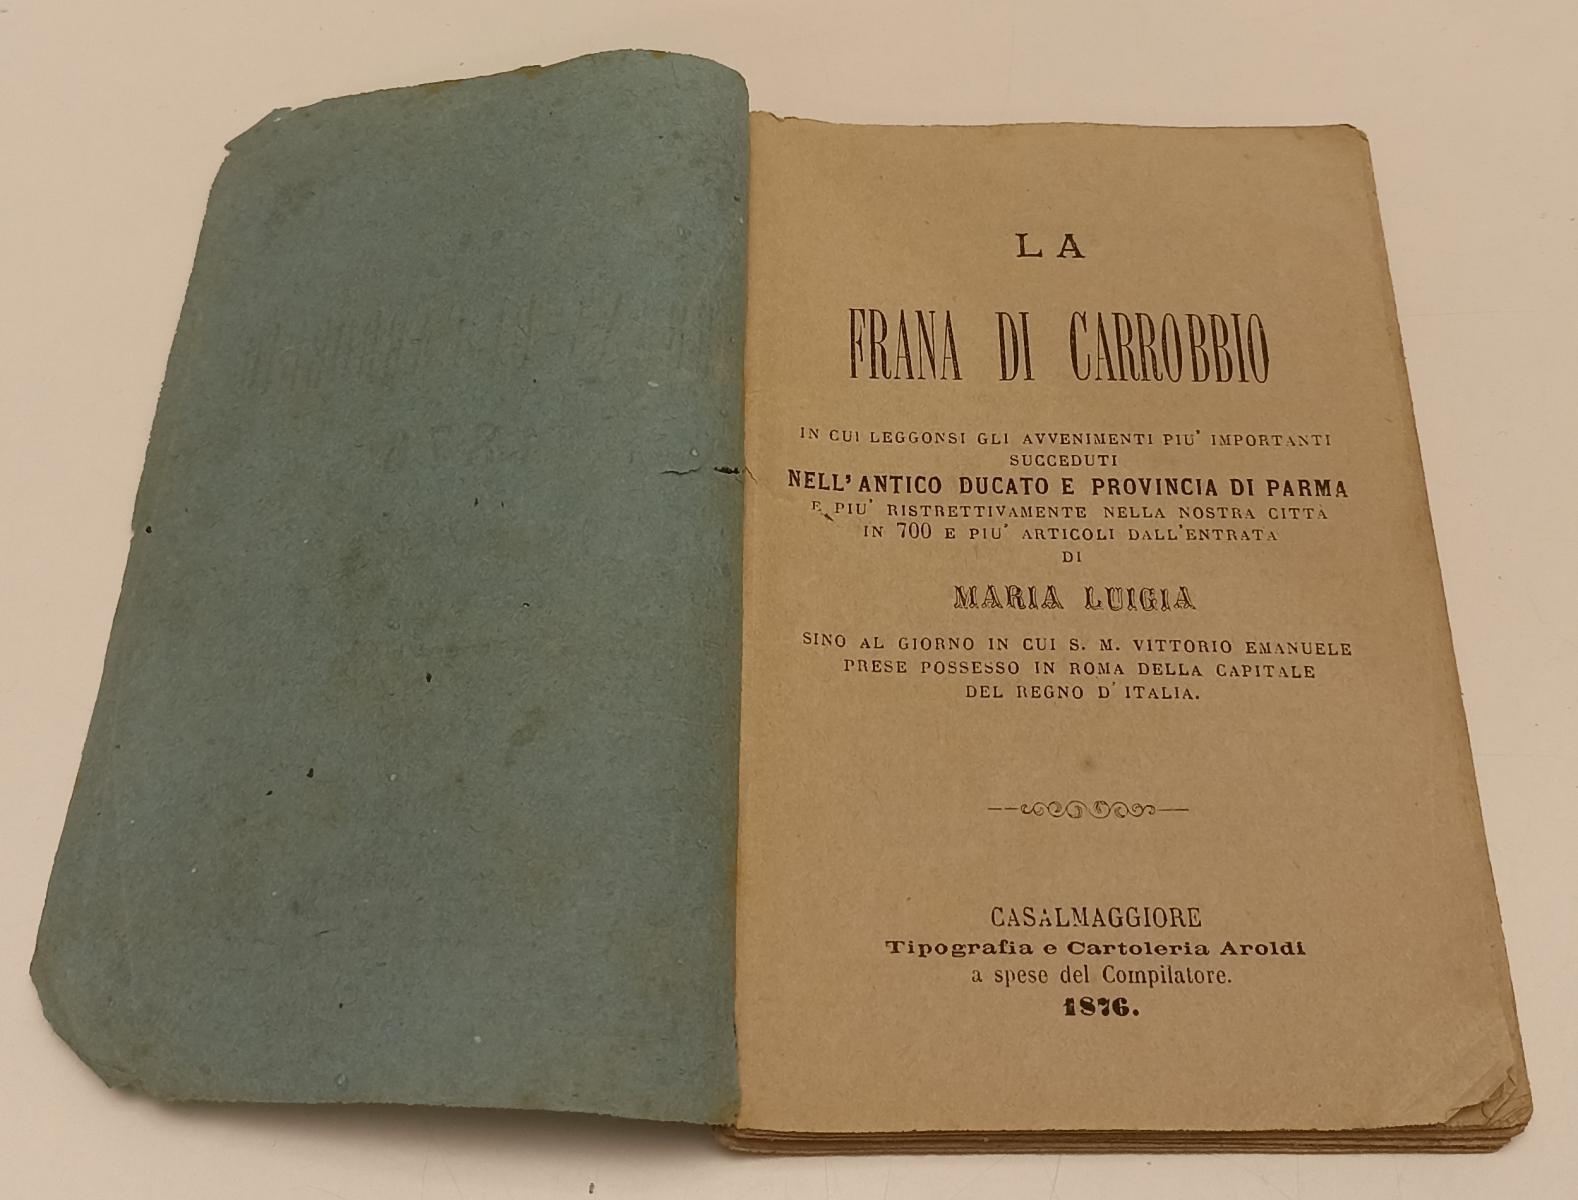 LA
FRANA DI CARROBBIO
IN CUI LEGGONSI GLI AVVENIMENTI PIU' IMPORTANTI
SUCCEDUTI
NELL'ANTICO DUCATO E PROVINCIA DI PARMA
E PIU' RISTRETTIVAMENTE NELLA NOSTRA CITTÀ
IN 700 E PIU' ARTICOLI DALL'ENTRATA
DI
MARIA LUIGIA
SINO AL GIORNO IN CUI S. M. VITTORIO EMANUELE
PRESE POSSESSO IN ROMA DELLA CAPITALE
DEL REGNO D'ITALIA.
CASALMAGGIORE
Tipografia e Cartoleria Aroldi
a spese del Compilatore.
1876.